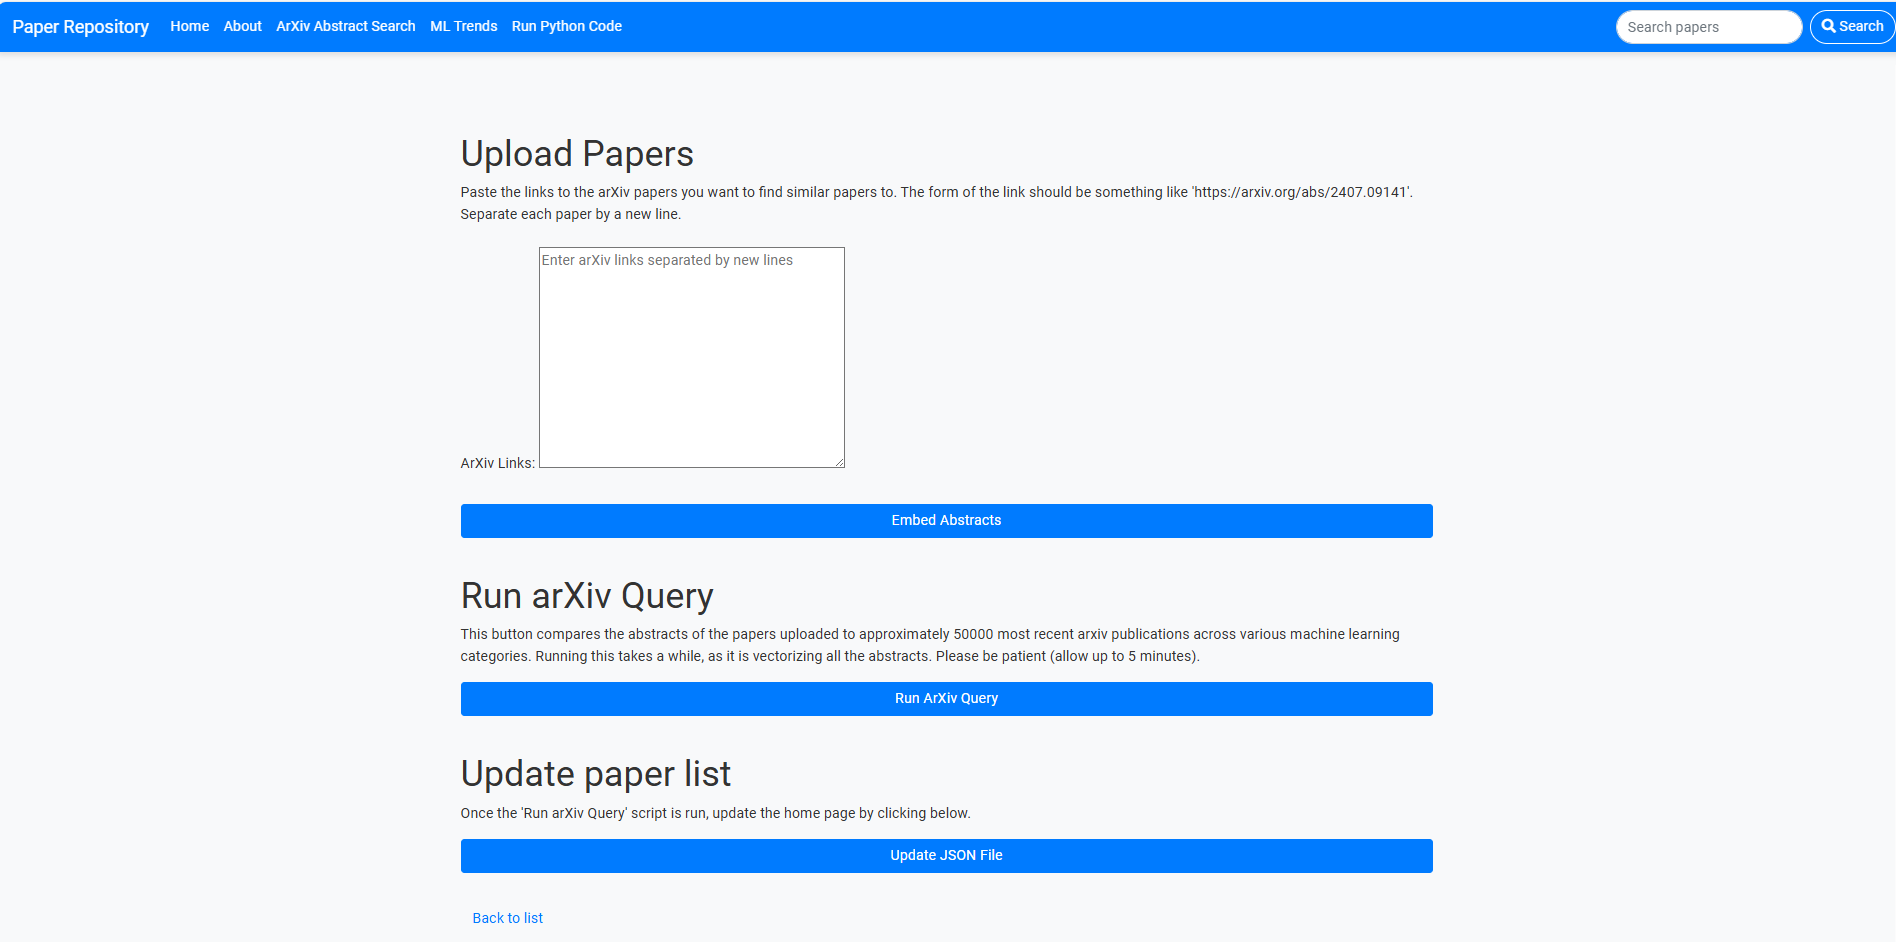 Paper Repository Home About ArXiv Abstract Search ML Trends Run Python Code Search papers Search
Upload Papers
Paste the links to the arXiv papers you want to find similar papers to. The form of the link should be something like 'https://arxiv.org/abs/2407.09141'.
Separate each paper by a new line.
Enter arXiv links separated by new lines
ArXiv Links:
Embed Abstracts
Run arXiv Query
This button compares the abstracts of the papers uploaded to approximately 50000 most recent arxiv publications across various machine learning
categories. Running this takes a while, as it is vectorizing all the abstracts. Please be patient (allow up to 5 minutes).
Run ArXiv Query
Update paper list
Once the 'Run arXiv Query' script is run, update the home page by clicking below.
Update JSON File
Back to list